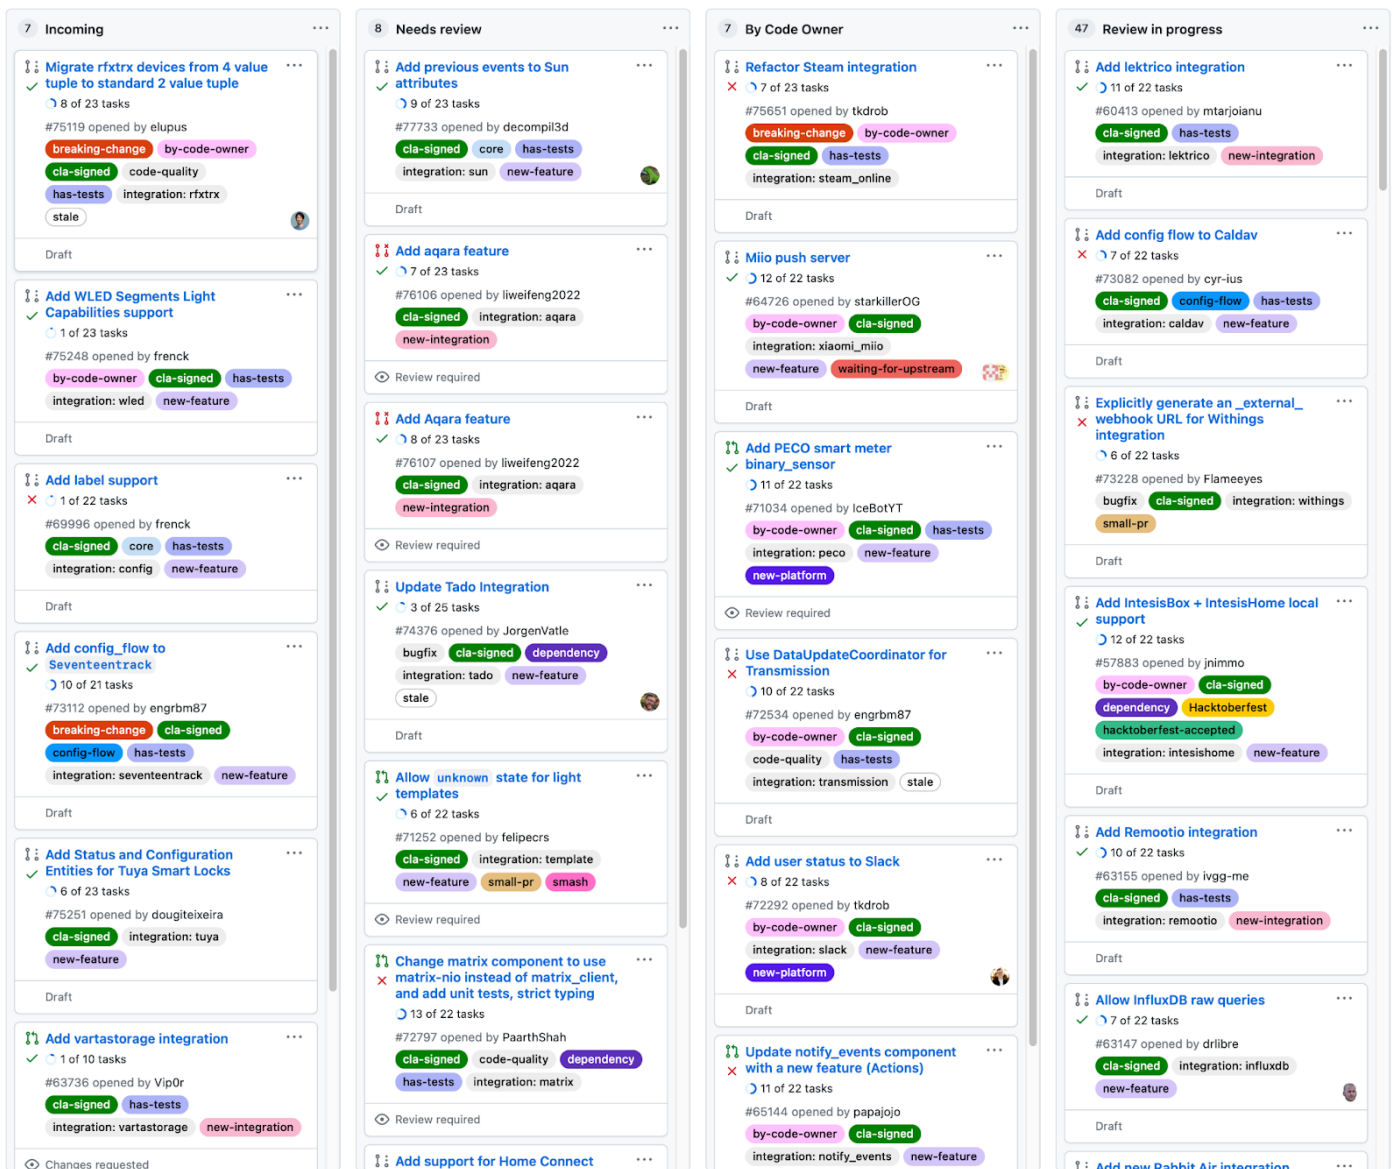 7 Incoming
Migrate rfxtrx devices from 4 value
tuple to standard 2 value tuple
8 of 23 tasks
#75119 opened by elupus
breaking-change by-code-owner
cla-signed code-quality
has-tests integration: rfxtrx
stale
Draft
Add WLED Segments Light
Capabilities support
1 of 23 tasks
#75248 opened by frenck
by-code-owner cla-signed has-tests
integration: wled new-feature
Draft
Add label support
1 of 22 tasks
#69996 opened by frenck
cla-signed core has-tests
integration: config new-feature
Draft
Add config_flow to
Seventeentrack
10 of 21 tasks
#73112 opened by engrbm87
breaking-change cla-signed
config-flow has-tests
integration: seventeentrack new-feature
Draft
Add Status and Configuration
Entities for Tuya Smart Locks
6 of 23 tasks
#75251 opened by dougiteixeira
cla-signed integration: tuya
new-feature
Draft
Add vartastorage integration
1 of 10 tasks
#63736 opened by Vip0r
cla-signed has-tests
integration: vartastorage new-integration
Changes requested
8 Needs review
Add previous events to Sun
attributes
9 of 23 tasks
#77733 opened by decompil3d
cla-signed core has-tests
integration: sun new-feature
Draft
Add aqara feature
7 of 23 tasks
#76106 opened by liweifeng2022
cla-signed integration: aqara
new-integration
Review required
Add Aqara feature
8 of 23 tasks
#76107 opened by liweifeng2022
cla-signed integration: aqara
new-integration
Review required
Update Tado Integration
3 of 25 tasks
#74376 opened by JorgenVatle
bugfix cla-signed dependency
integration: tado new-feature
stale
Draft
Allow unknown state for light
templates
6 of 22 tasks
#71252 opened by felipecrs
cla-signed integration: template
new-feature small-pr smash
Review required
Change matrix component to use
matrix-nio instead of matrix_client,
and add unit tests, strict typing
13 of 22 tasks
#72797 opened by PaarthShah
cla-signed code-quality dependency
has-tests integration: matrix
Review required
Add support for Home Connect
7 By Code Owner
Refactor Steam integration
7 of 23 tasks
#75651 opened by tkdrob
breaking-change by-code-owner
cla-signed has-tests
integration: steam_online
Draft
Miio push server
12 of 22 tasks
#64726 opened by starkillerOG
by-code-owner cla-signed
integration: xiaomi_miio
new-feature waiting-for-upstream
Draft
Add PECO smart meter
binary_sensor
11 of 22 tasks
#71034 opened by IceBotYT
by-code-owner cla-signed has-tests
integration: peco new-feature
new-platform
Review required
Use DataUpdateCoordinator for
Transmission
10 of 22 tasks
#72534 opened by engrbm87
by-code-owner cla-signed
code-quality has-tests
integration: transmission stale
Draft
Add user status to Slack
8 of 22 tasks
#72292 opened by tkdrob
by-code-owner cla-signed
integration: slack new-feature
new-platform
Draft
Update notify_events component
with a new feature (Actions)
11 of 22 tasks
#65144 opened by papajojo
by-code-owner cla-signed
integration: notify_events new-feature
47 Review in progress
Add lektrico integration
11 of 22 tasks
#60413 opened by mtarjoianu
cla-signed has-tests
integration: lektrico new-integration
Draft
Add config flow to Caldav
7 of 22 tasks
#73082 opened by cyr-ius
cla-signed config-flow has-tests
integration: caldav new-feature
Draft
Explicitly generate an _external_
webhook URL for Withings
integration
6 of 22 tasks
#73228 opened by Flameeyes
bugfix cla-signed integration: withings
small-pr
Draft
Add IntesisBox + IntesisHome local
support
12 of 22 tasks
#57883 opened by jnimmo
by-code-owner cla-signed
dependency Hacktoberfest
hacktoberfest-accepted
integration: intesishome new-feature
Draft
Add Remootio integration
10 of 22 tasks
#63155 opened by ivgg-me
cla-signed has-tests
integration: remootio new-integration
Draft
Allow InfluxDB raw queries
7 of 22 tasks
#63147 opened by drlibre
cla-signed integration: influxdb
new-feature
Draft
Add new Rabbit Air integration